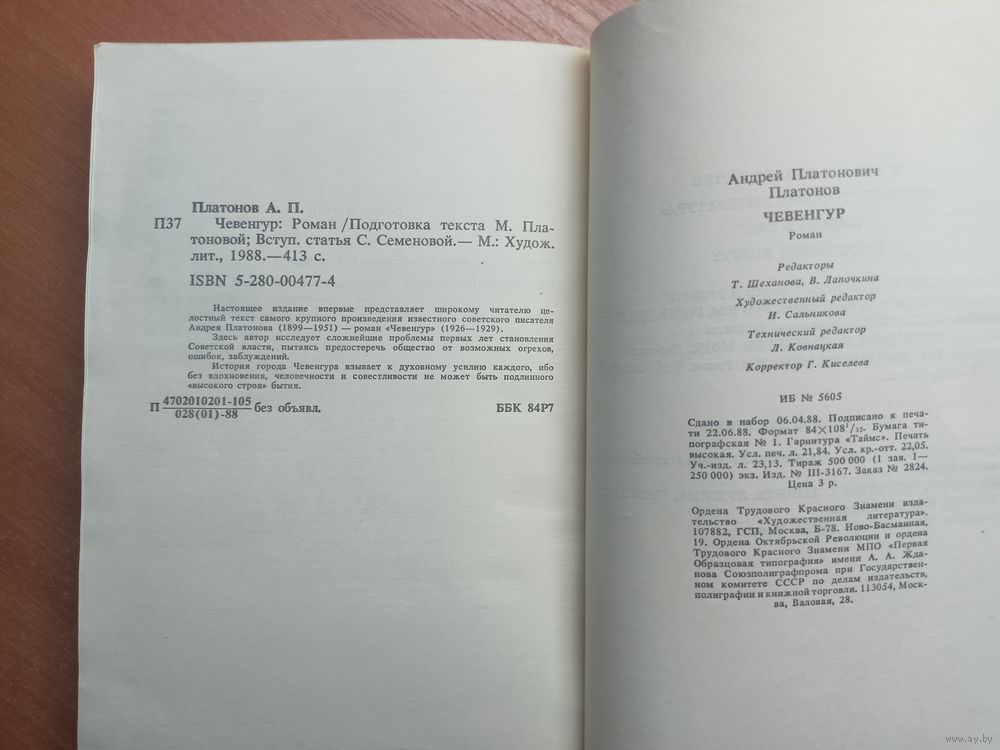 Платонов А. П.
П37 Чевенгур: Роман /Подготовка текста М. Пла-
тоновой; Вступ. статья С. Семеновой.— М.: Худож.
лит., 1988.—413 с.
ISBN 5-280-00477-4
Настоящее издание впервые представляет широкому читателю це-
лостный текст самого крупного произведения известного советского писателя
Андрея Платонова (1899—1951) — роман «Чевенгур» (1926—1929).
Здесь автор исследует сложнейшие проблемы первых лет становления
Советской власти, пытаясь предостеречь общество от возможных огрехов,
ошибок, заблуждений.
История города Чевенгура взывает к духовному усилию каждого, ибо
без вдохновения, человечности и совестливости не может быть подлинного
«высокого строя» бытия.
П 4702010201-105
028(01)-88 без объявл.
ББК 84Р7
Андрей Платонович
Платонов
ЧЕВЕНГУР
Роман
Редакторы
Т. Шеханова, В. Лапочкина
Художественный редактор
И. Сальникова
Технический редактор
Л. Ковнацкая
Корректор Г. Киселева
ИБ № 5605
Сдано в набор 06.04.88. Подписано к печа-
ти 22.06.88. Формат 84×108¹/₃₂. Бумага ти-
пографская № 1. Гарнитура «Таймс». Печать
высокая. Усл. печ. л. 21,84. Усл. кр.-отт. 22,05.
Уч.-изд. л. 23,13. Тираж 500 000 (1 зав. 1—
250 000) экз. Изд. № III-3167. Заказ № 2824.
Цена 3 р.
Ордена Трудового Красного Знамени изда-
тельство «Художественная литература».
107882, ГСП, Москва, Б-78. Ново-Басманная,
19. Ордена Октябрьской Революции и ордена
Трудового Красного Знамени МПО «Первая
Образцовая типография» имени А. А. Жда-
нова Союзполиграфпрома при Государствен-
ном комитете СССР по делам издательств,
полиграфии и книжной торговли. 113054, Моск-
ва, Валовая, 28.
www.ay.by